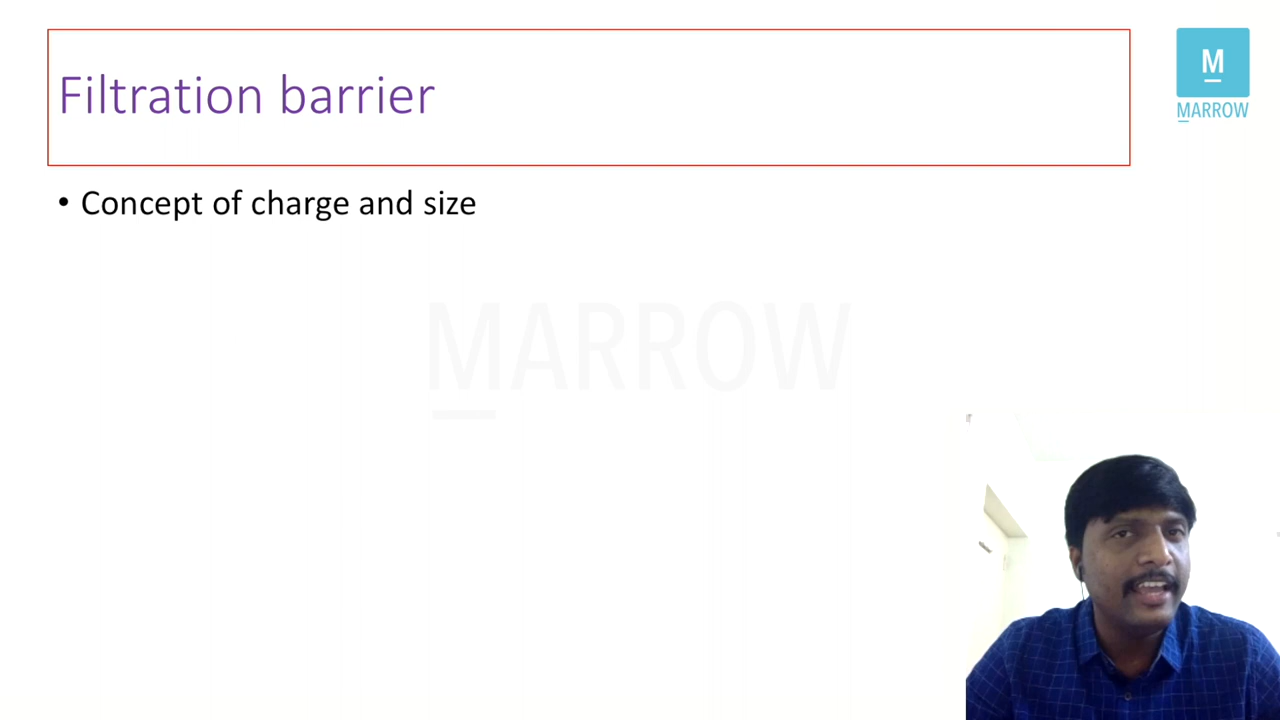 Filtration barrier
M
MARROW
• Concept of charge and size
MARROW